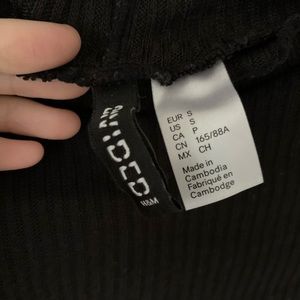 DIVIDED
H&M
EUR S
US S
CA P
CN 165/88A
MX CH
Made in
Cambodia
Fabriqué en
Cambodge